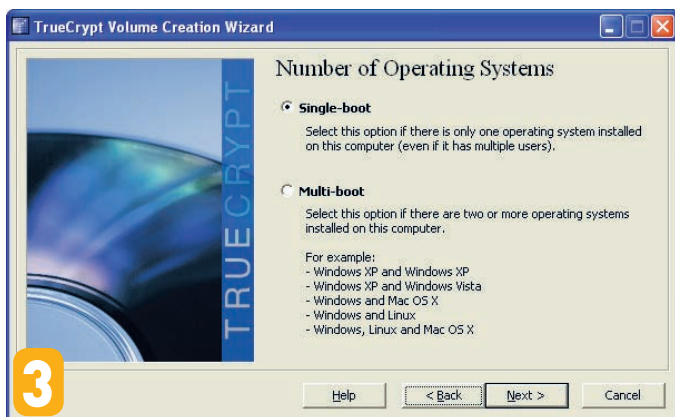 TrueCrypt Volume Creation Wizard
TRUECRYPT
Number of Operating Systems
Single-boot
Select this option if there is only one operating system installed
on this computer (even if it has multiple users).
Multi-boot
Select this option if there are two or more operating systems
installed on this computer.
For example:
- Windows XP and Windows XP
- Windows XP and Windows Vista
- Windows and Mac OS X
- Windows and Linux
- Windows, Linux and Mac OS X
3
Help
< Back
Next >
Cancel